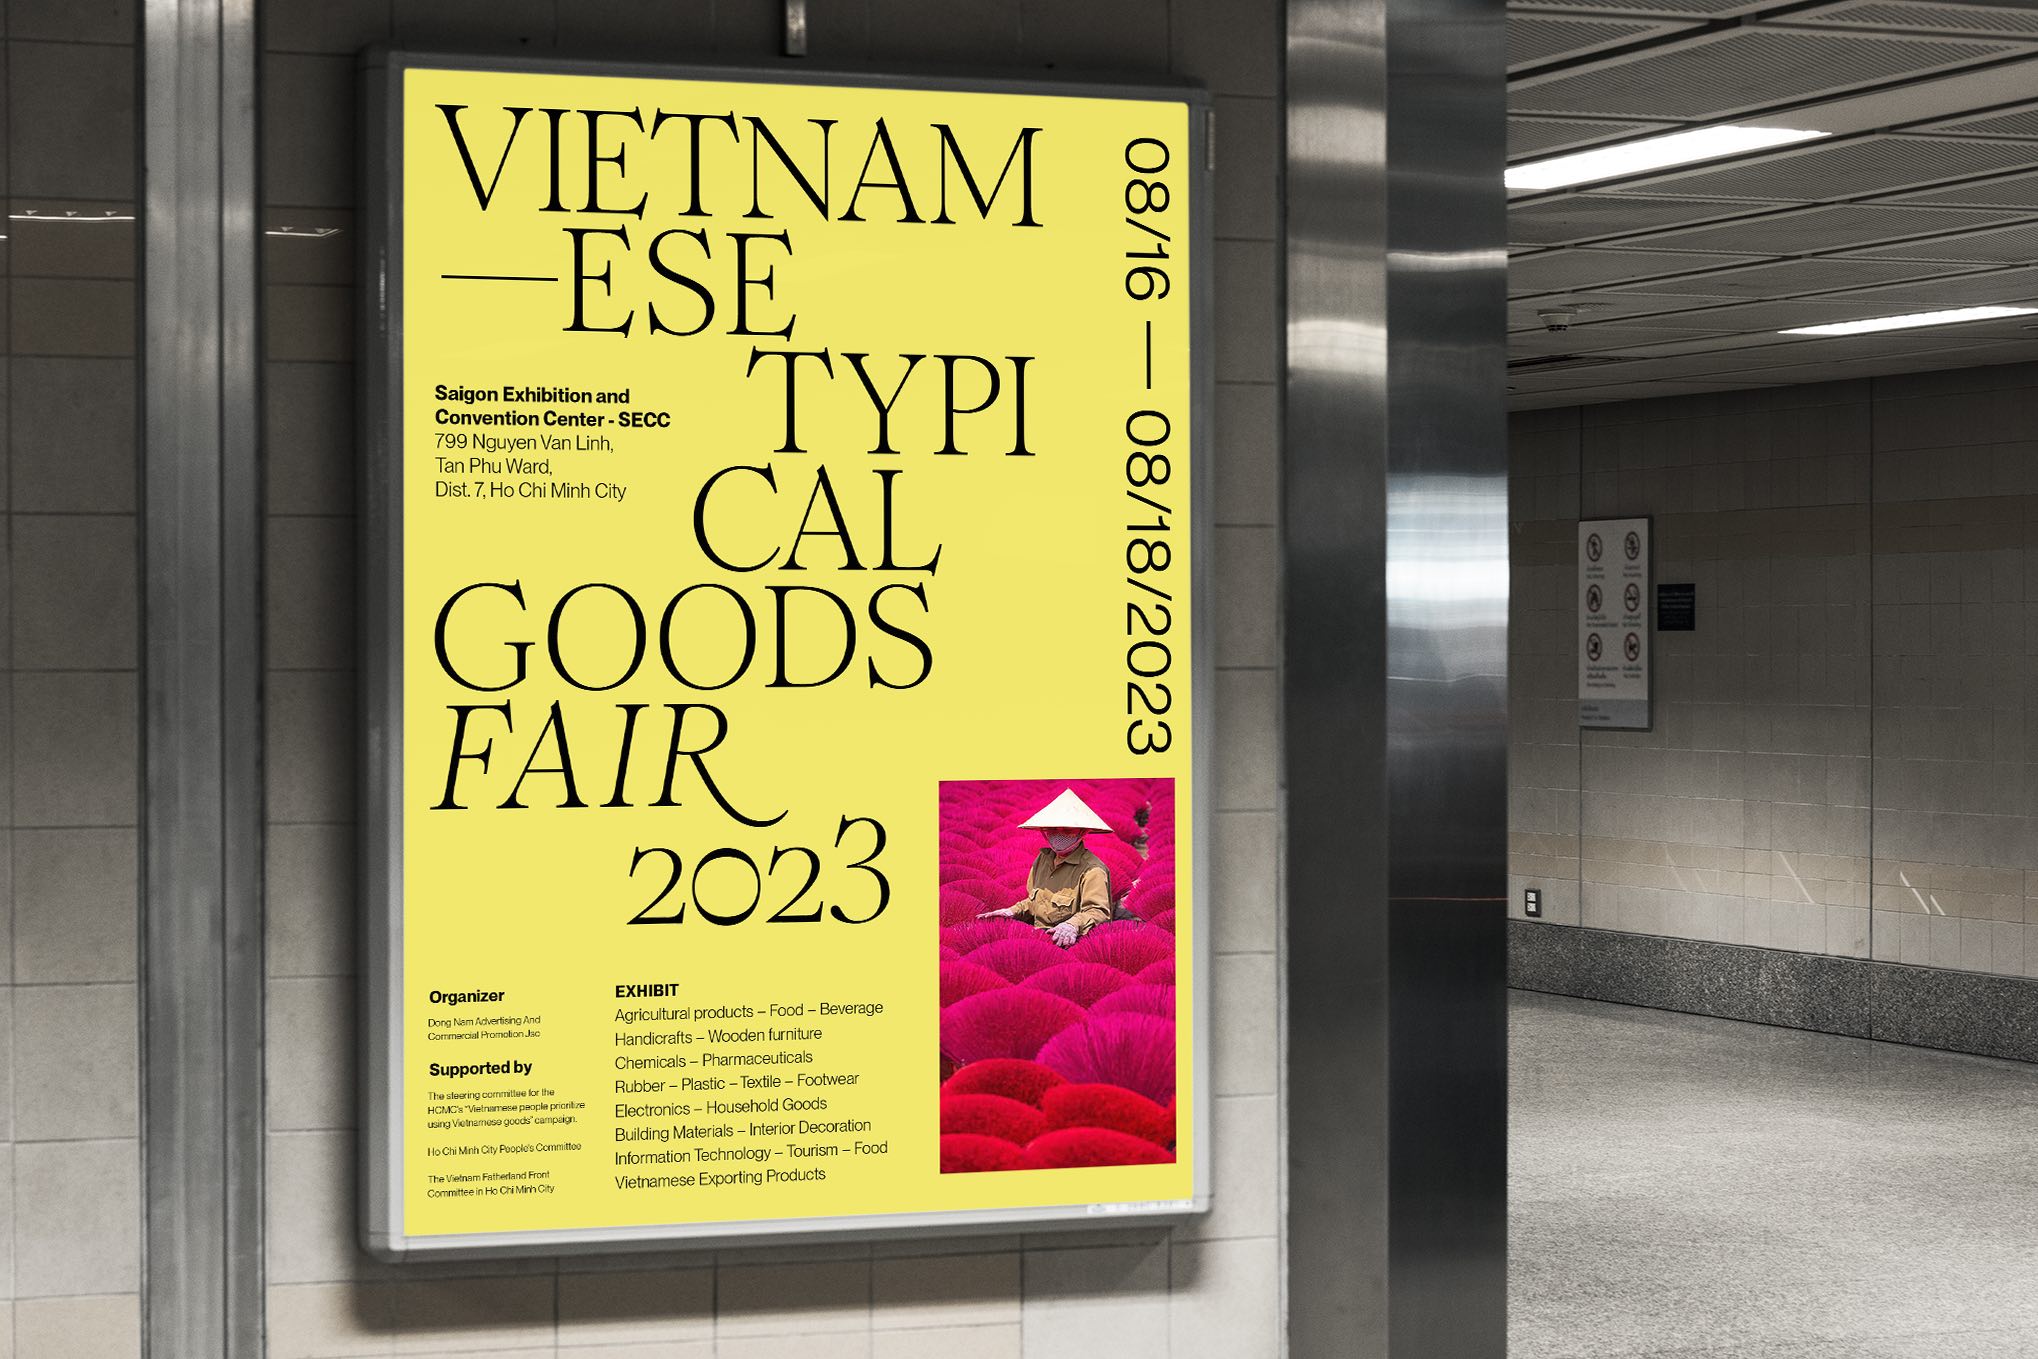 VIETNAM
—ESE
TYPI
CAL
GOODS
FAIR
2023
08/16 — 08/18/2023
Saigon Exhibition and
Convention Center - SECC
799 Nguyen Van Linh,
Tan Phu Ward,
Dist. 7, Ho Chi Minh City
Organizer
Dong Nam Advertising And
Commercial Promotion Jsc
Supported by
The steering committee for the
HCMC's "Vietnamese people prioritize
using Vietnamese goods" campaign.
Ho Chi Minh City People's Committee
The Vietnam Fatherland Front
Committee in Ho Chi Minh City
EXHIBIT
Agricultural products – Food – Beverage
Handicrafts – Wooden furniture
Chemicals – Pharmaceuticals
Rubber – Plastic – Textile – Footwear
Electronics – Household Goods
Building Materials – Interior Decoration
Information Technology – Tourism – Food
Vietnamese Exporting Products